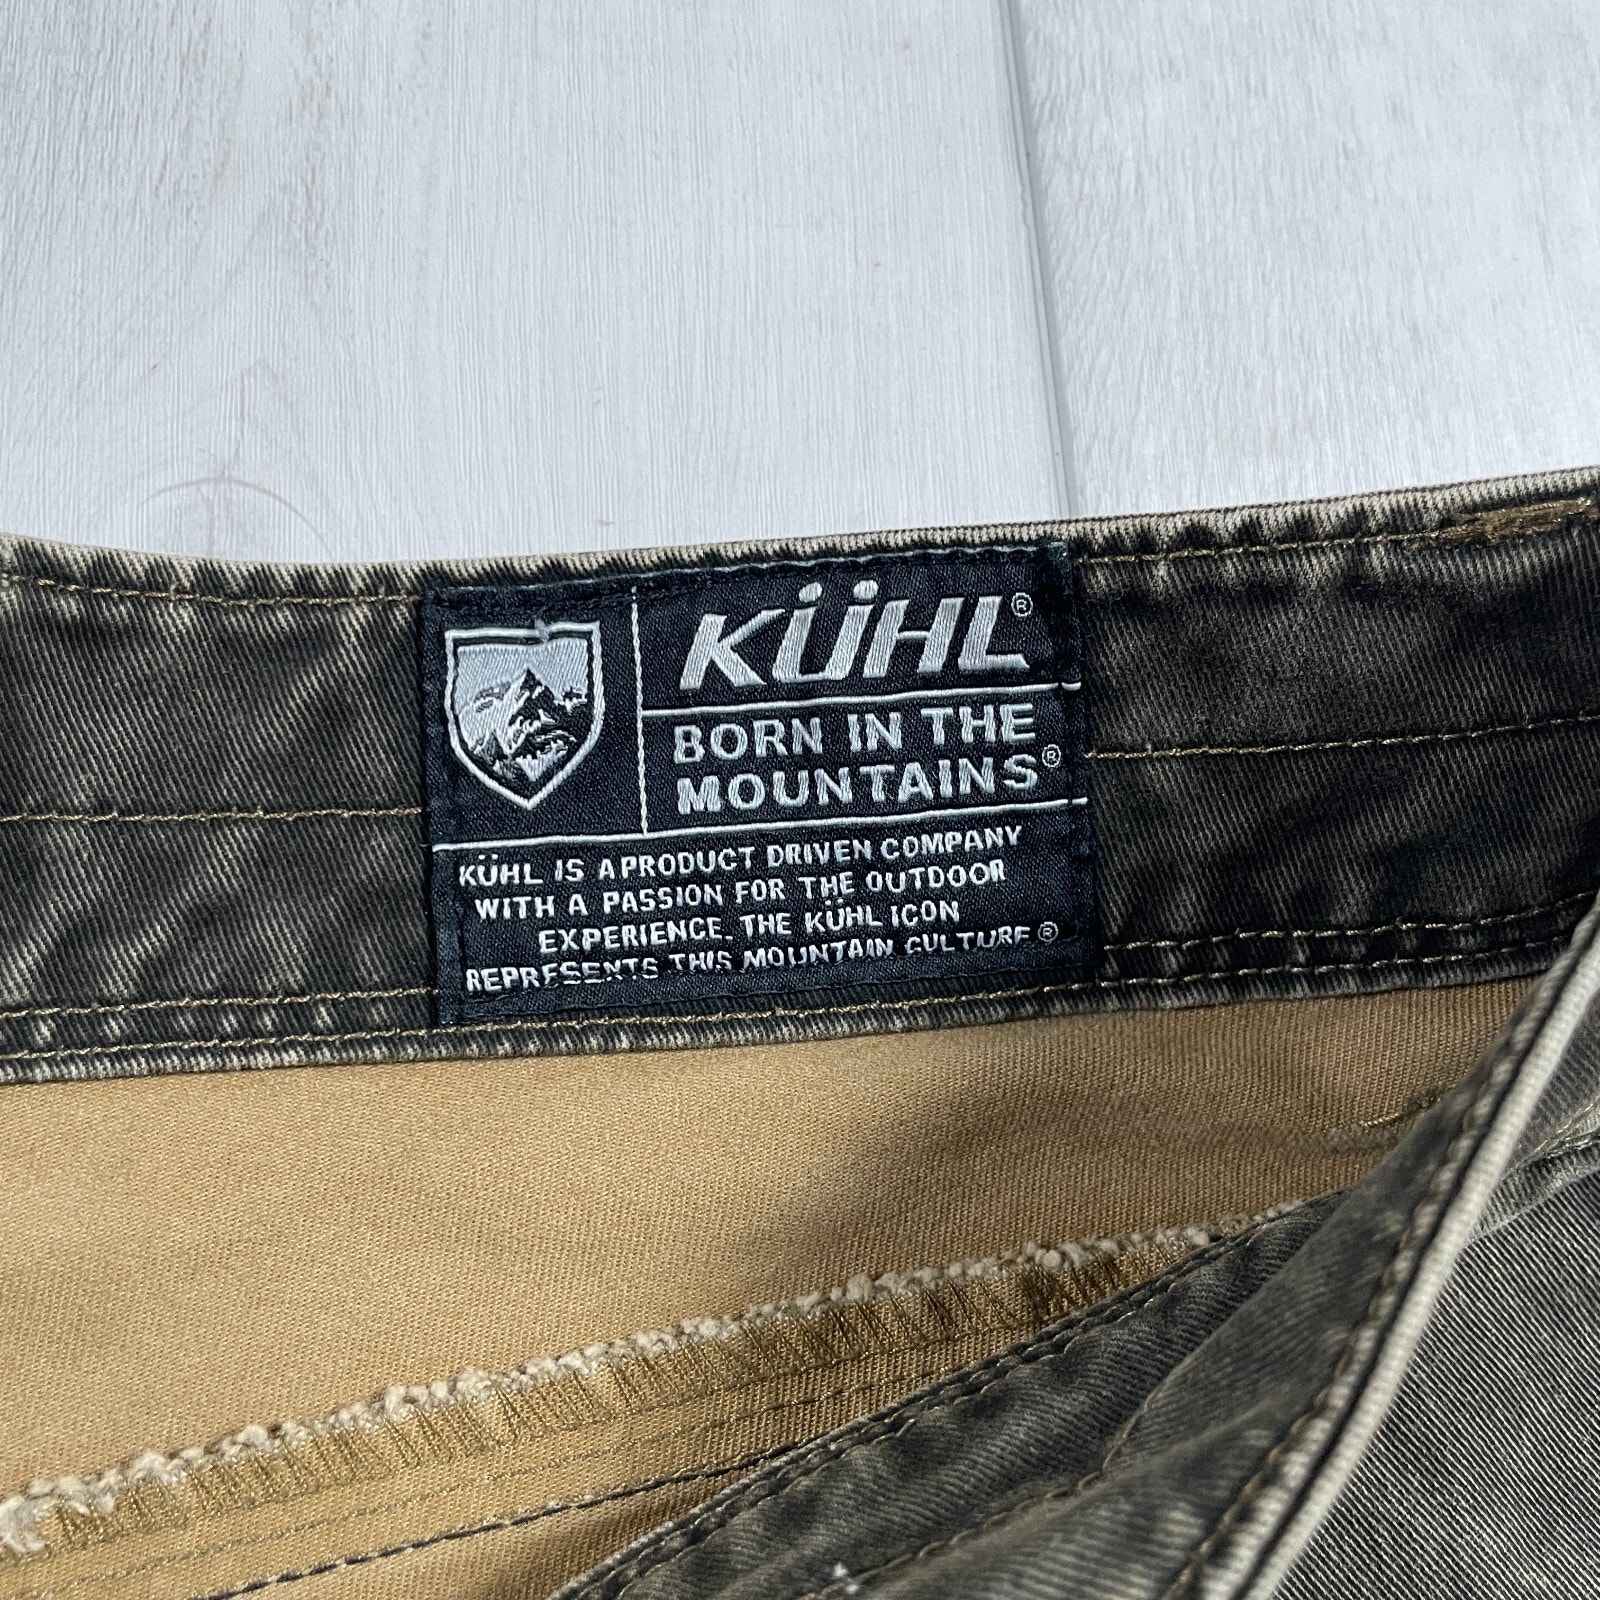 KÜHL®
BORN IN THE
MOUNTAINS®
KÜHL IS A PRODUCT DRIVEN COMPANY
WITH A PASSION FOR THE OUTDOOR
EXPERIENCE. THE KÜHL ICON
REPRESENTS THIS MOUNTAIN CULTURE®